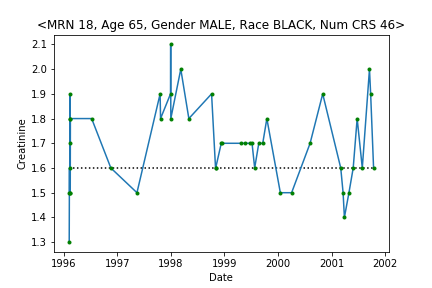 <MRN 18, Age 65, Gender MALE, Race BLACK, Num CRS 46>
2.1
2.0
1.9
1.8
1.7
1.6
1.5
1.4
1.3
Creatinine
1996 1997 1998 1999 2000 2001 2002
Date